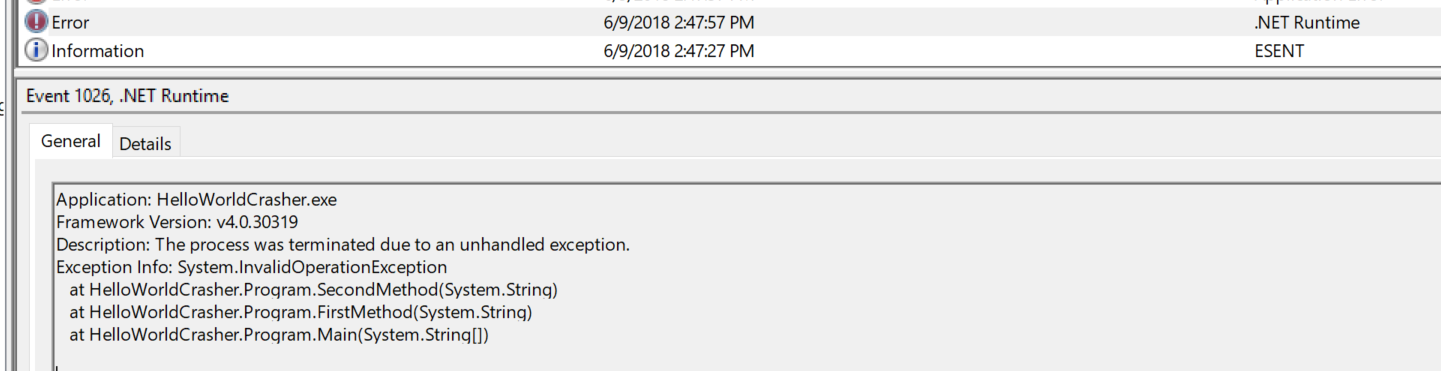 Error 6/9/2018 2:47:57 PM .NET Runtime
Information 6/9/2018 2:47:27 PM ESENT
Event 1026, .NET Runtime
General Details
Application: HelloWorldCrasher.exe
Framework Version: v4.0.30319
Description: The process was terminated due to an unhandled exception.
Exception Info: System.InvalidOperationException
at HelloWorldCrasher.Program.SecondMethod(System.String)
at HelloWorldCrasher.Program.FirstMethod(System.String)
at HelloWorldCrasher.Program.Main(System.String[])